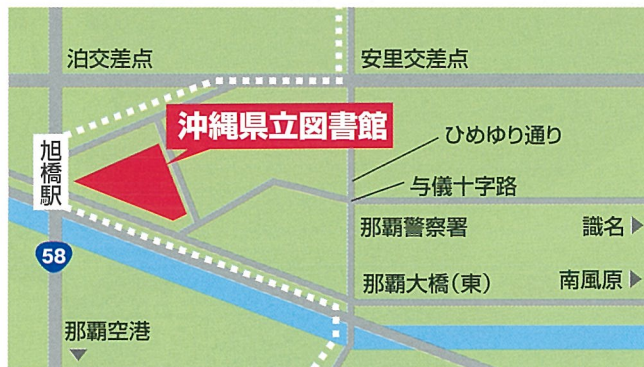 泊交差点
安里交差点
沖縄県立図書館
ひめゆり通り
旭橋駅
与儀十字路
那覇警察署
識名▶
58
那覇大橋(東)
南風原▶
那覇空港
▼